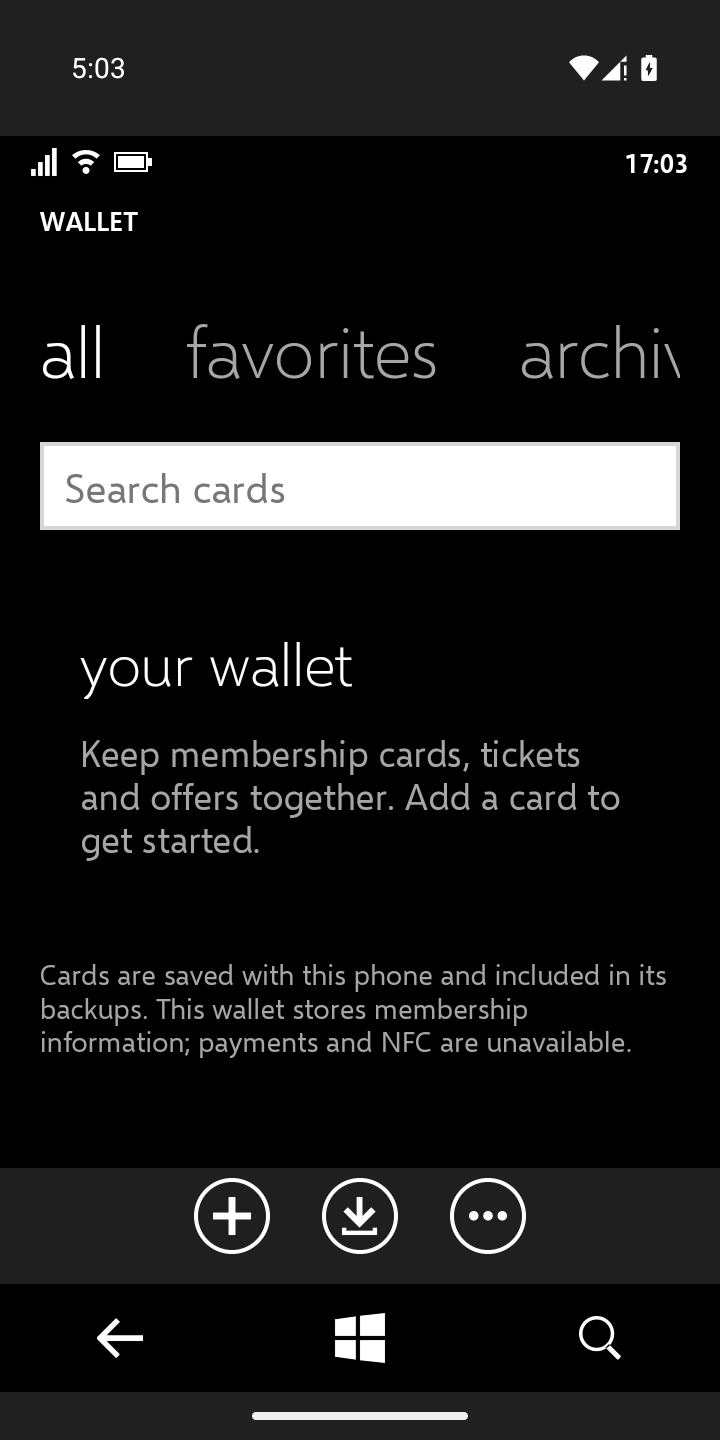 5:03
17:03
WALLET
all favorites archiv
Search cards
your wallet
Keep membership cards, tickets
and offers together. Add a card to
get started.
Cards are saved with this phone and included in its
backups. This wallet stores membership
information; payments and NFC are unavailable.